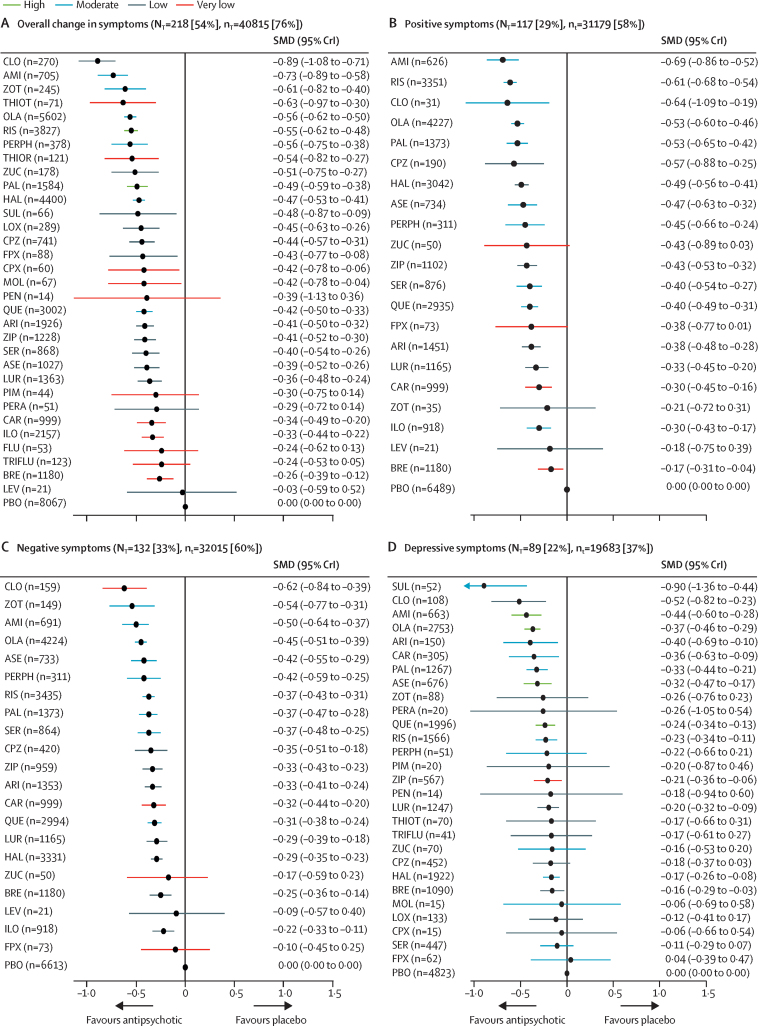 High Moderate Low Very low
A Overall change in symptoms (NT=218 [54%], nT=40815 [76%])
SMD (95% CrI)
CLO (n=270) −0·89 (−1·08 to −0·71)
AMI (n=705) −0·73 (−0·89 to −0·58)
ZOT (n=245) −0·61 (−0·82 to −0·40)
THIOT (n=71) −0·63 (−0·97 to −0·30)
OLA (n=5602) −0·56 (−0·62 to −0·50)
RIS (n=3827) −0·55 (−0·62 to −0·48)
PERPH (n=378) −0·56 (−0·75 to −0·38)
THIOR (n=121) −0·54 (−0·82 to −0·27)
ZUC (n=178) −0·51 (−0·75 to −0·27)
PAL (n=1584) −0·49 (−0·59 to −0·38)
HAL (n=4400) −0·47 (−0·53 to −0·41)
SUL (n=66) −0·48 (−0·87 to −0·09)
LOX (n=289) −0·45 (−0·63 to −0·26)
CPZ (n=741) −0·44 (−0·57 to −0·31)
FPX (n=88) −0·43 (−0·77 to −0·08)
CPX (n=60) −0·42 (−0·78 to −0·06)
MOL (n=67) −0·42 (−0·78 to −0·04)
PEN (n=14) −0·39 (−1·13 to 0·36)
QUE (n=3002) −0·42 (−0·50 to −0·33)
ARI (n=1926) −0·41 (−0·50 to −0·32)
ZIP (n=1228) −0·41 (−0·52 to −0·30)
SER (n=868) −0·40 (−0·54 to −0·26)
ASE (n=1027) −0·39 (−0·52 to −0·26)
LUR (n=1363) −0·36 (−0·48 to −0·24)
PIM (n=44) −0·30 (−0·75 to 0·14)
PERA (n=51) −0·29 (−0·72 to 0·14)
CAR (n=999) −0·34 (−0·49 to −0·20)
ILO (n=2157) −0·33 (−0·44 to −0·22)
FLU (n=53) −0·24 (−0·62 to 0·13)
TRIFLU (n=123) −0·24 (−0·53 to 0·05)
BRE (n=1180) −0·26 (−0·39 to −0·12)
LEV (n=21) −0·03 (−0·59 to 0·52)
PBO (n=8067) 0·00 (0·00 to 0·00)
B Positive symptoms (NT=117 [29%], nT=31179 [58%])
SMD (95% CrI)
AMI (n=626) −0·69 (−0·86 to −0·52)
RIS (n=3351) −0·61 (−0·68 to −0·54)
CLO (n=31) −0·64 (−1·09 to −0·19)
OLA (n=4227) −0·53 (−0·60 to −0·46)
PAL (n=1373) −0·53 (−0·65 to −0·42)
CPZ (n=190) −0·57 (−0·88 to −0·25)
HAL (n=3042) −0·49 (−0·56 to −0·41)
ASE (n=734) −0·47 (−0·63 to −0·32)
PERPH (n=311) −0·45 (−0·66 to −0·24)
ZUC (n=50) −0·43 (−0·89 to 0·03)
ZIP (n=1102) −0·43 (−0·53 to −0·32)
SER (n=876) −0·40 (−0·54 to −0·27)
QUE (n=2935) −0·40 (−0·49 to −0·31)
FPX (n=73) −0·38 (−0·77 to 0·01)
ARI (n=1451) −0·38 (−0·48 to −0·28)
LUR (n=1165) −0·33 (−0·45 to −0·20)
CAR (n=999) −0·30 (−0·45 to −0·16)
ZOT (n=35) −0·21 (−0·72 to 0·31)
ILO (n=918) −0·30 (−0·43 to −0·17)
LEV (n=21) −0·18 (−0·75 to 0·39)
BRE (n=1180) −0·17 (−0·31 to −0·04)
PBO (n=6489) 0·00 (0·00 to 0·00)
C Negative symptoms (NT=132 [33%], nT=32015 [60%])
SMD (95% CrI)
CLO (n=159) −0·62 (−0·84 to −0·39)
ZOT (n=149) −0·54 (−0·77 to −0·31)
AMI (n=691) −0·50 (−0·64 to −0·37)
OLA (n=4224) −0·45 (−0·51 to −0·39)
ASE (n=733) −0·42 (−0·55 to −0·29)
PERPH (n=311) −0·42 (−0·59 to −0·25)
RIS (n=3435) −0·37 (−0·43 to −0·31)
PAL (n=1373) −0·37 (−0·47 to −0·28)
SER (n=864) −0·37 (−0·48 to −0·25)
CPZ (n=420) −0·35 (−0·51 to −0·18)
ZIP (n=959) −0·33 (−0·43 to −0·23)
ARI (n=1353) −0·33 (−0·41 to −0·24)
CAR (n=999) −0·32 (−0·44 to −0·20)
QUE (n=2994) −0·31 (−0·38 to −0·24)
LUR (n=1165) −0·29 (−0·39 to −0·18)
HAL (n=3331) −0·29 (−0·35 to −0·23)
ZUC (n=50) −0·17 (−0·59 to 0·23)
BRE (n=1180) −0·25 (−0·36 to −0·14)
LEV (n=21) −0·09 (−0·57 to 0·40)
ILO (n=918) −0·22 (−0·33 to −0·11)
FPX (n=73) −0·10 (−0·45 to 0·25)
PBO (n=6613) 0·00 (0·00 to 0·00)
−1·0 −0·5 0 0·5 1·0 1·5
Favours antipsychotic Favours placebo
D Depressive symptoms (NT=89 [22%], nT=19683 [37%])
SMD (95% CrI)
SUL (n=52) −0·90 (−1·36 to −0·44)
CLO (n=108) −0·52 (−0·82 to −0·23)
AMI (n=663) −0·44 (−0·60 to −0·28)
OLA (n=2753) −0·37 (−0·46 to −0·29)
ARI (n=150) −0·40 (−0·69 to −0·10)
CAR (n=305) −0·36 (−0·63 to −0·09)
PAL (n=1267) −0·33 (−0·44 to −0·21)
ASE (n=676) −0·32 (−0·47 to −0·17)
ZOT (n=88) −0·26 (−0·76 to 0·23)
PERA (n=20) −0·26 (−1·05 to 0·54)
QUE (n=1996) −0·24 (−0·34 to −0·13)
RIS (n=1566) −0·23 (−0·34 to −0·11)
PERPH (n=51) −0·22 (−0·66 to 0·21)
PIM (n=20) −0·20 (−0·87 to 0·46)
ZIP (n=567) −0·21 (−0·36 to −0·06)
PEN (n=14) −0·18 (−0·94 to 0·60)
LUR (n=1247) −0·20 (−0·32 to −0·09)
THIOT (n=70) −0·17 (−0·66 to 0·31)
TRIFLU (n=41) −0·17 (−0·61 to 0·27)
ZUC (n=70) −0·16 (−0·53 to 0·20)
CPZ (n=452) −0·18 (−0·37 to 0·03)
HAL (n=1922) −0·17 (−0·26 to −0·08)
BRE (n=1090) −0·16 (−0·29 to −0·03)
MOL (n=15) −0·06 (−0·69 to 0·58)
LOX (n=133) −0·12 (−0·41 to 0·17)
CPX (n=15) −0·06 (−0·66 to 0·54)
SER (n=447) −0·11 (−0·29 to 0·07)
FPX (n=62) 0·04 (−0·39 to 0·47)
PBO (n=4823) 0·00 (0·00 to 0·00)
−1·0 −0·5 0 0·5 1·0 1·5
Favours antipsychotic Favours placebo